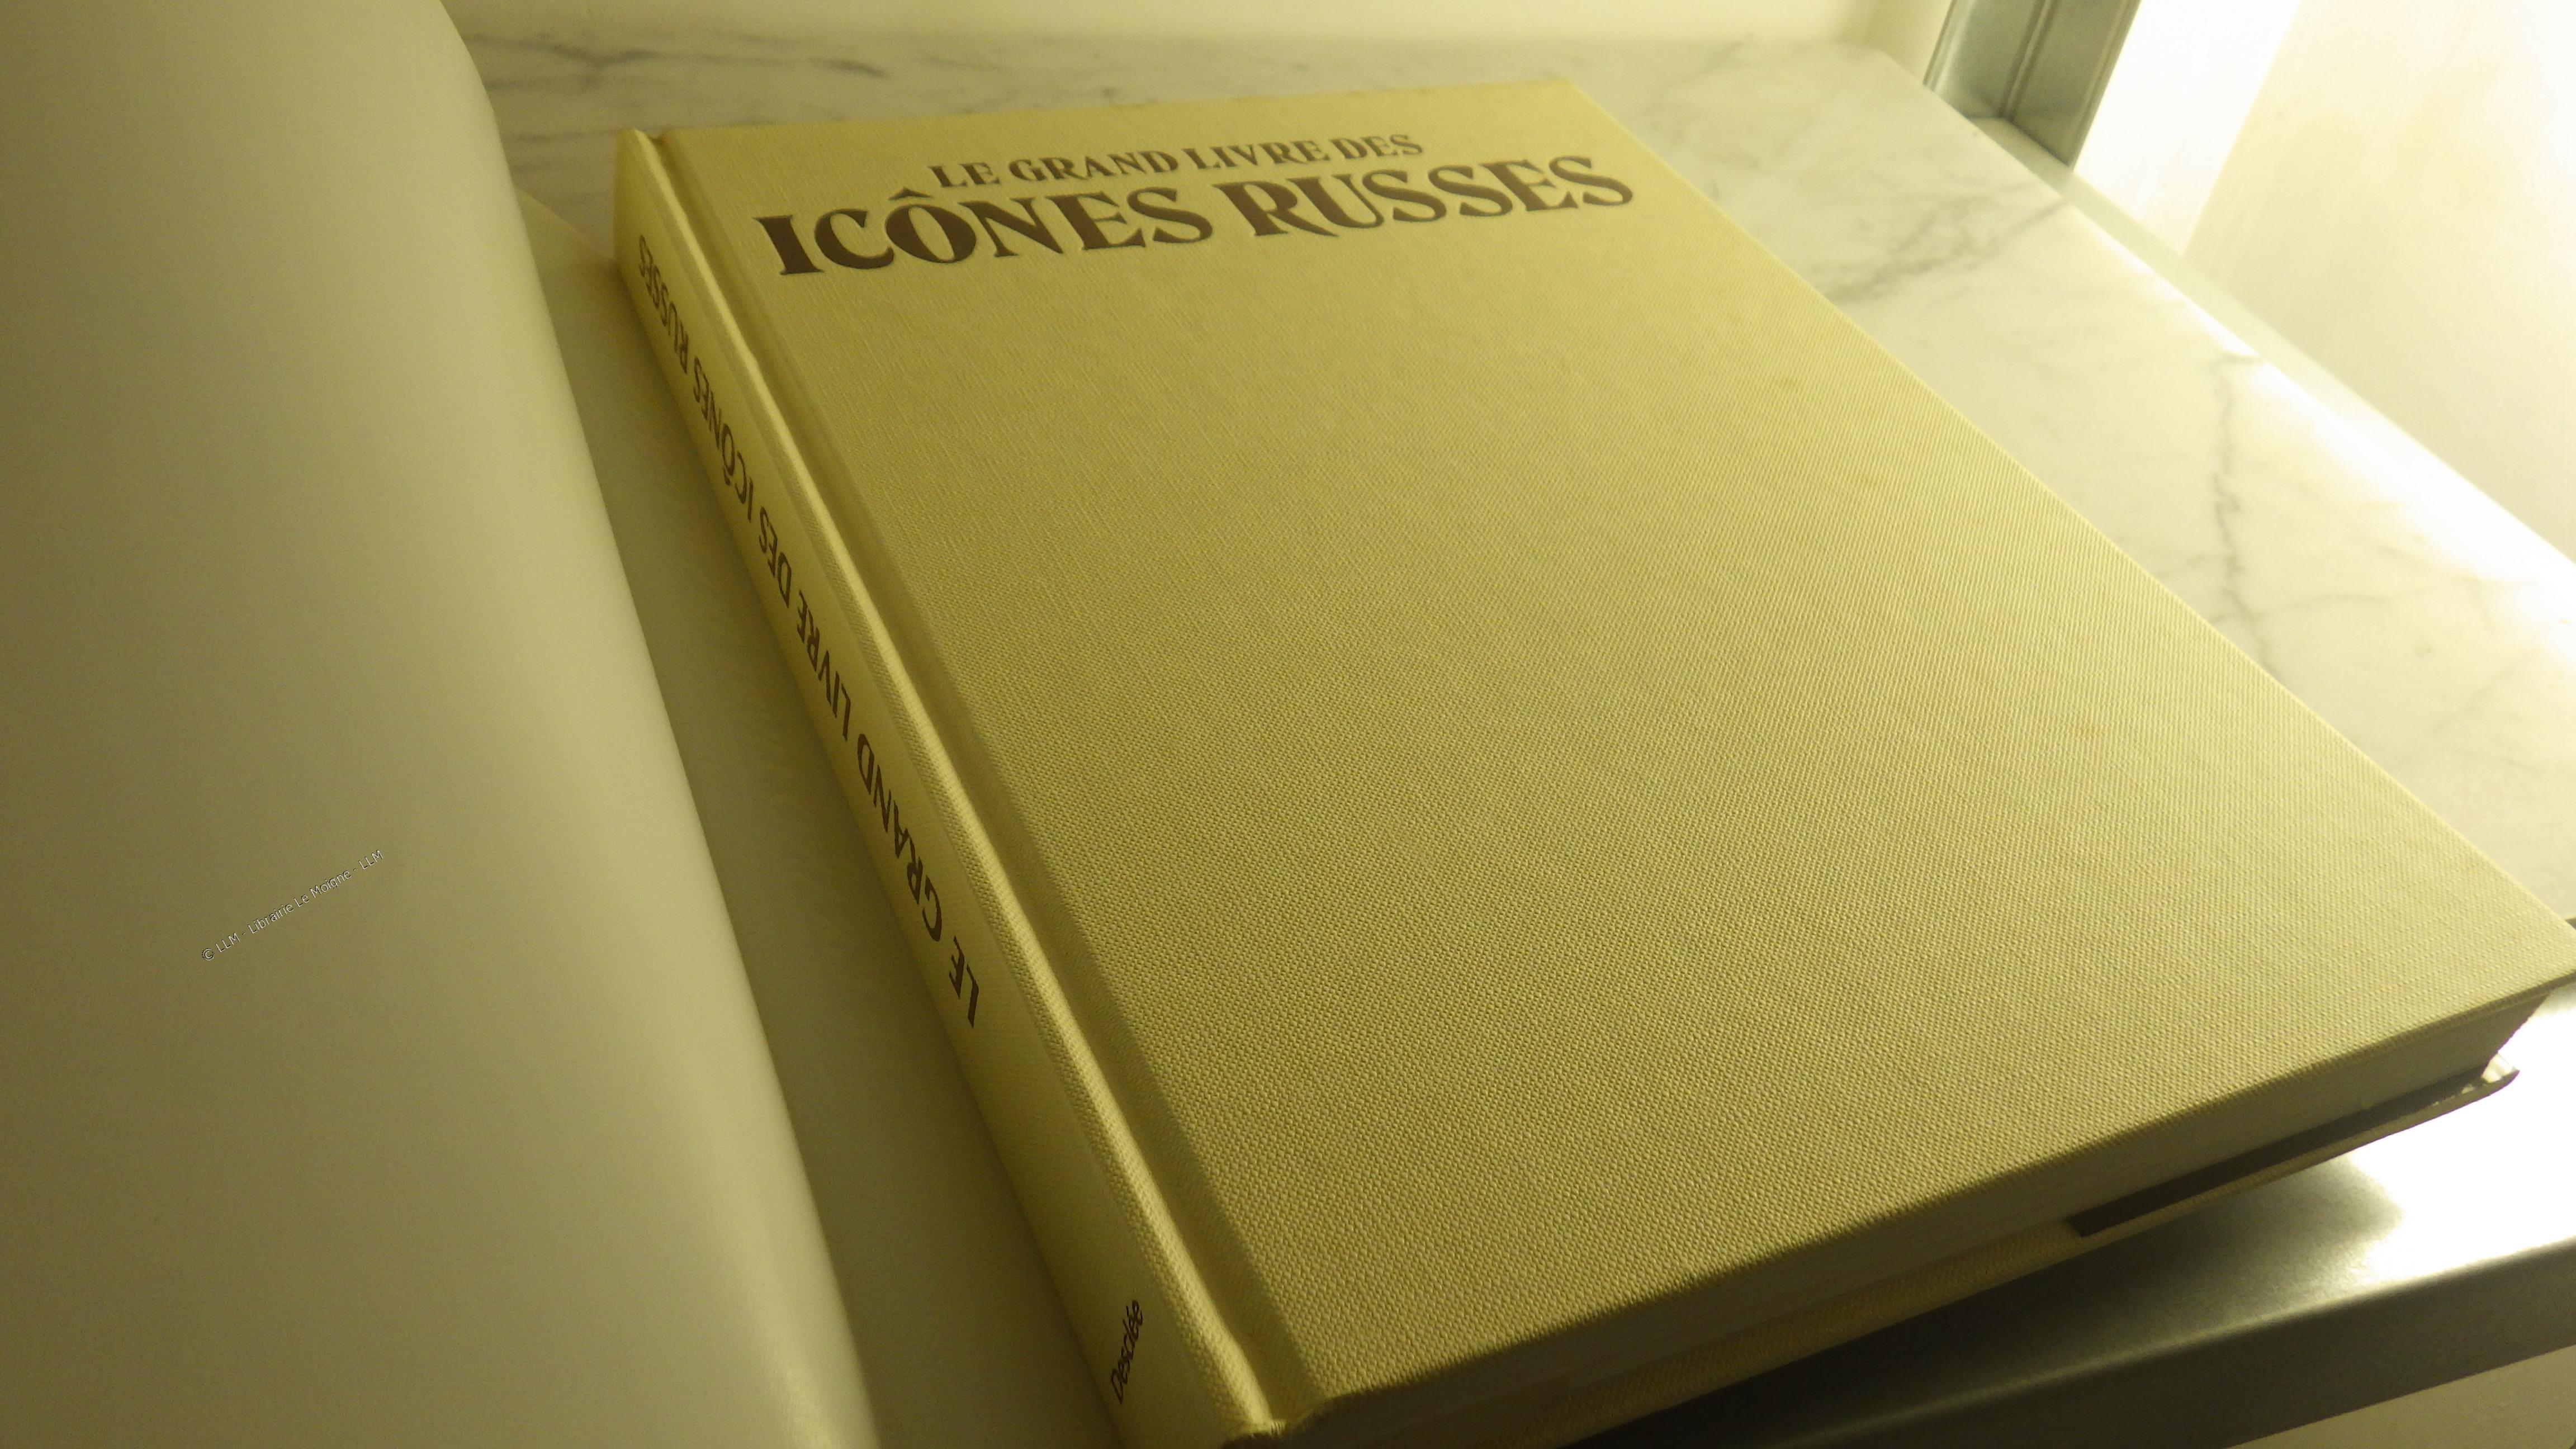 LE GRAND LIVRE DES
ICÔNES RUSSES
LE GRAND LIVRE DES ICÔNES RUSSES
Desclée
© LLM - Librairie Le Moigne - LLM